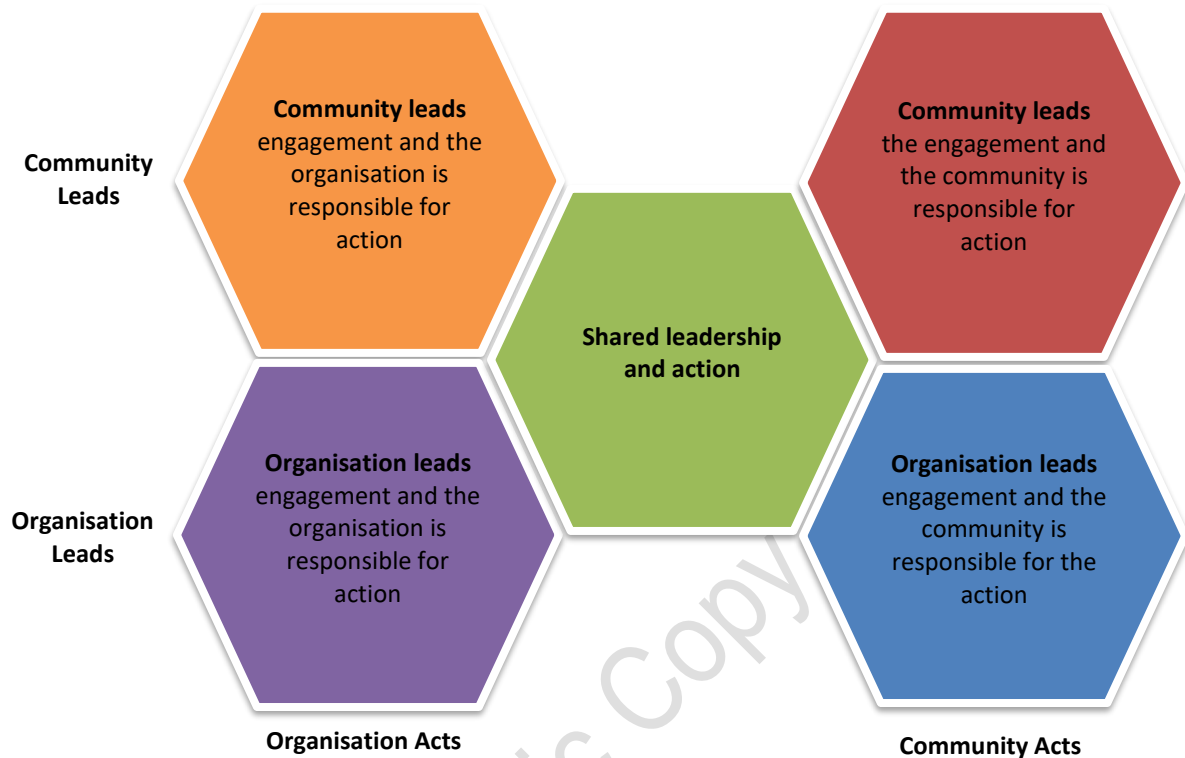 Community
Leads
Community leads
engagement and the
organisation is
responsible for
action
Community leads
the engagement and
the community is
responsible for
action
Shared leadership
and action
Organisation
Leads
Organisation leads
engagement and the
organisation is
responsible for
action
Organisation leads
engagement and the
community is
responsible for the
action
Organisation Acts
Community Acts
Copy